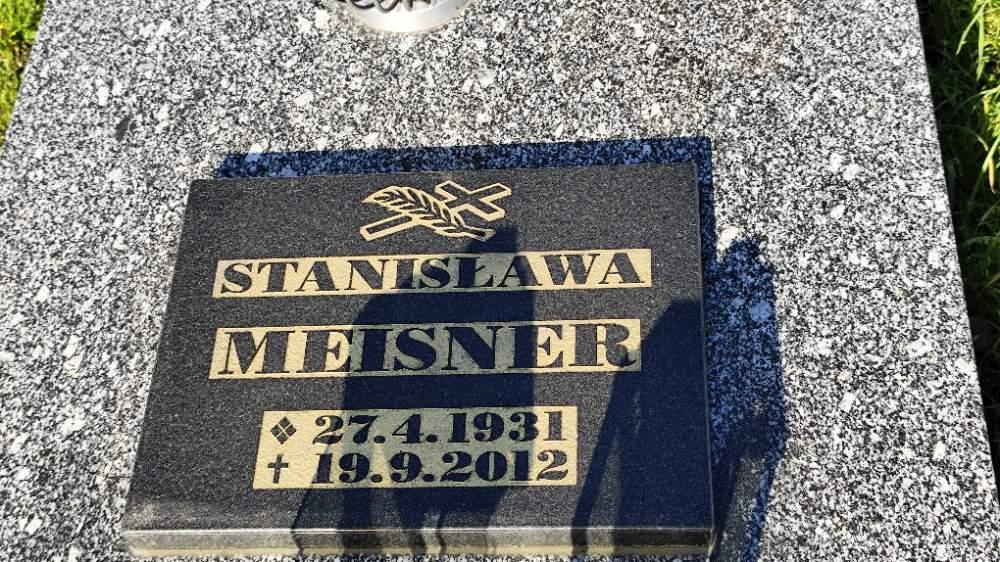 STANISŁAWA
MEISNER
❖ 27.4.1931
✝ 19.9.2012